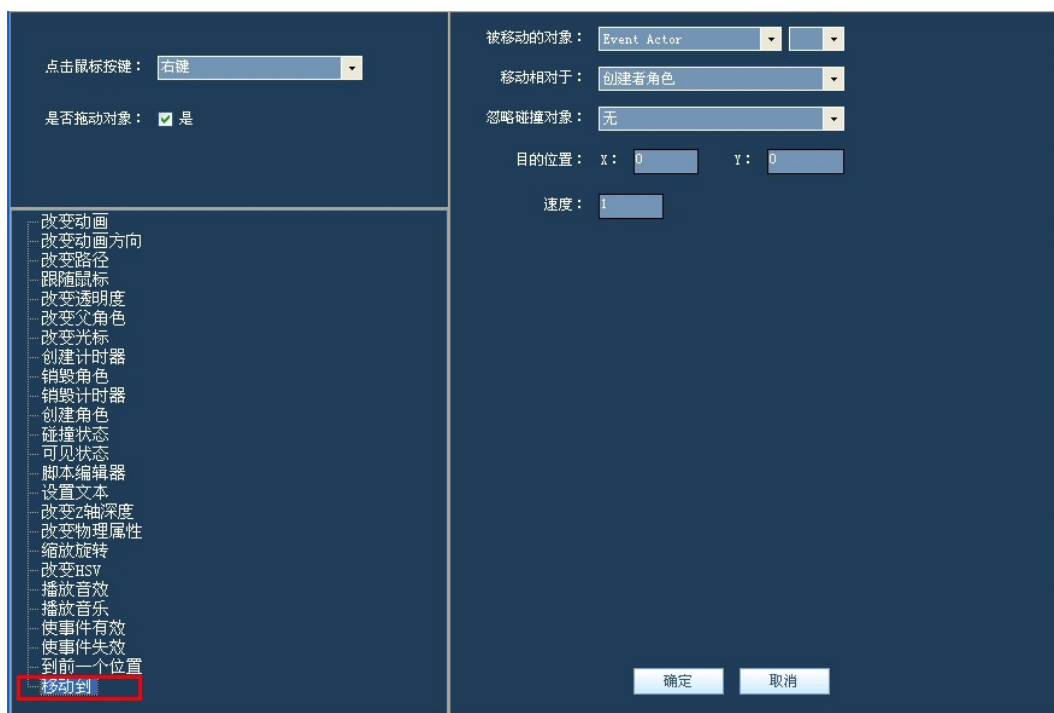 点击鼠标按键： 右键
是否拖动对象： 是
改变动画
改变动画方向
改变路径
跟随鼠标
改变透明度
改变父角色
改变光标
创建计时器
销毁角色
销毁计时器
创建角色
碰撞状态
可见状态
脚本编辑器
设置文本
改变Z轴深度
改变物理属性
缩放旋转
改变HSV
播放音效
播放音乐
使事件有效
使事件失效
到前一个位置
移动到
被移动的对象： Event Actor
移动相对于： 创建者角色
忽略碰撞对象： 无
目的位置： X： 0 Y： 0
速度： 1
确定 取消